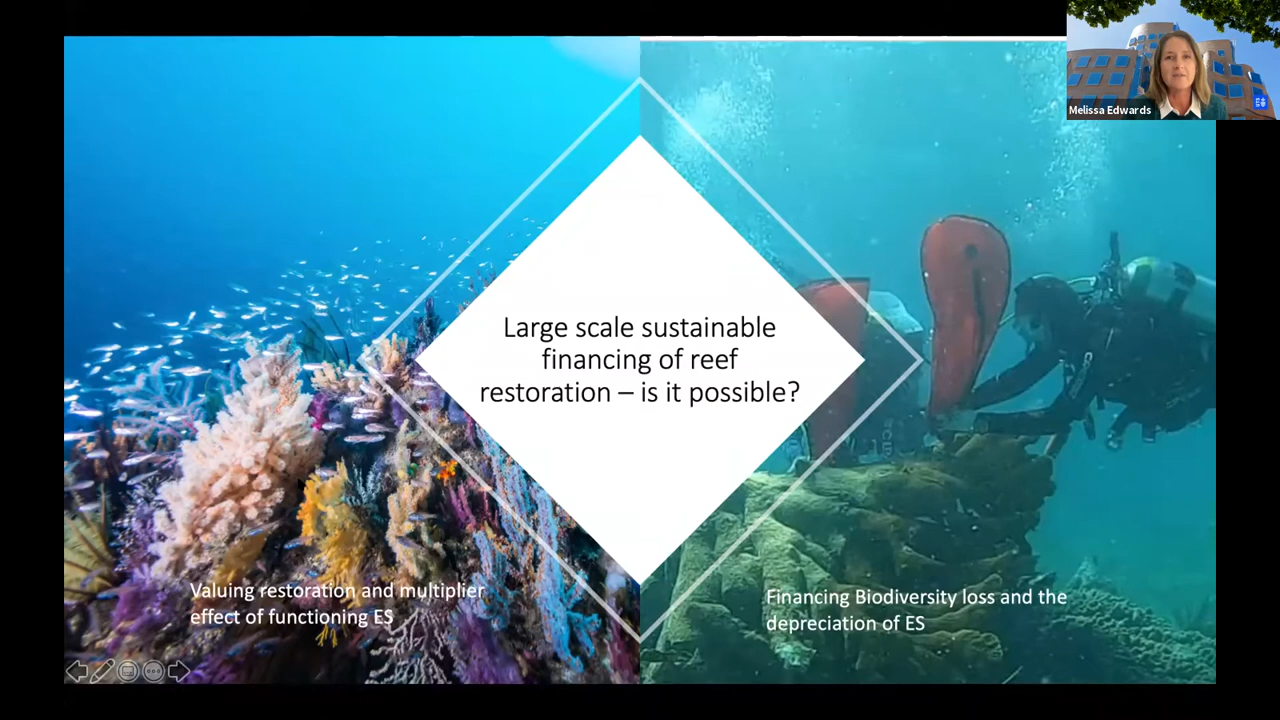 Melissa Edwards
Large scale sustainable
financing of reef
restoration – is it possible?
Valuing restoration and multiplier
effect of functioning ES
Financing Biodiversity loss and the
depreciation of ES